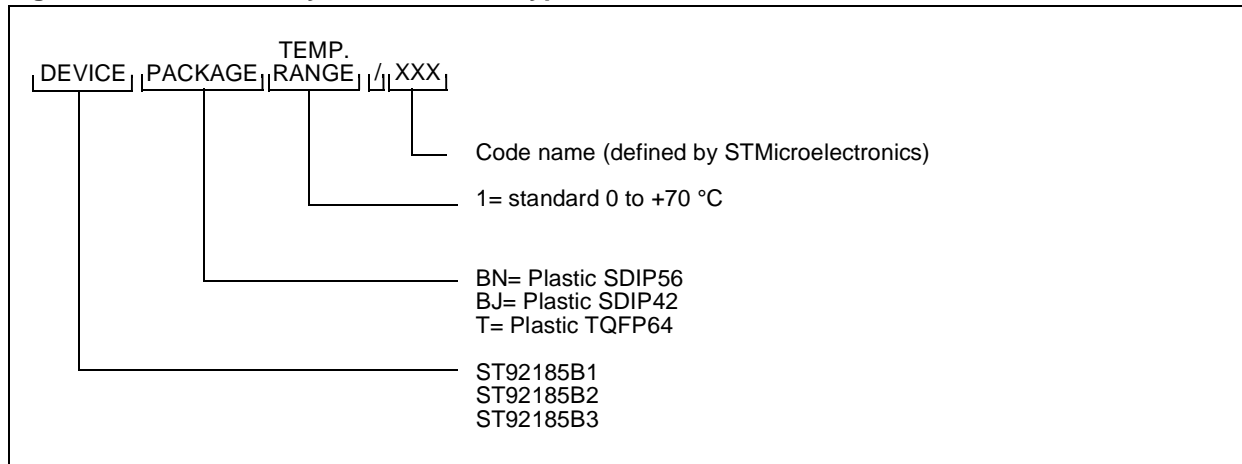 TEMP.
DEVICE PACKAGE RANGE / XXX
Code name (defined by STMicroelectronics)
1= standard 0 to +70 °C
BN= Plastic SDIP56
BJ= Plastic SDIP42
T= Plastic TQFP64
ST92185B1
ST92185B2
ST92185B3